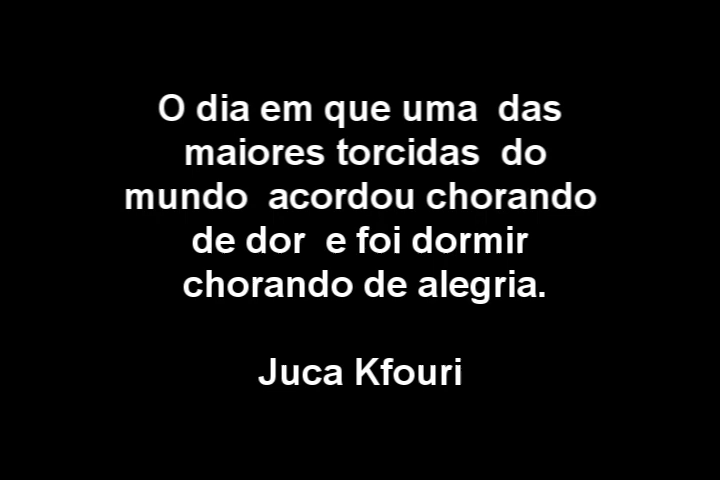 O dia em que uma das
maiores torcidas do
mundo acordou chorando
de dor e foi dormir
chorando de alegria.
Juca Kfouri